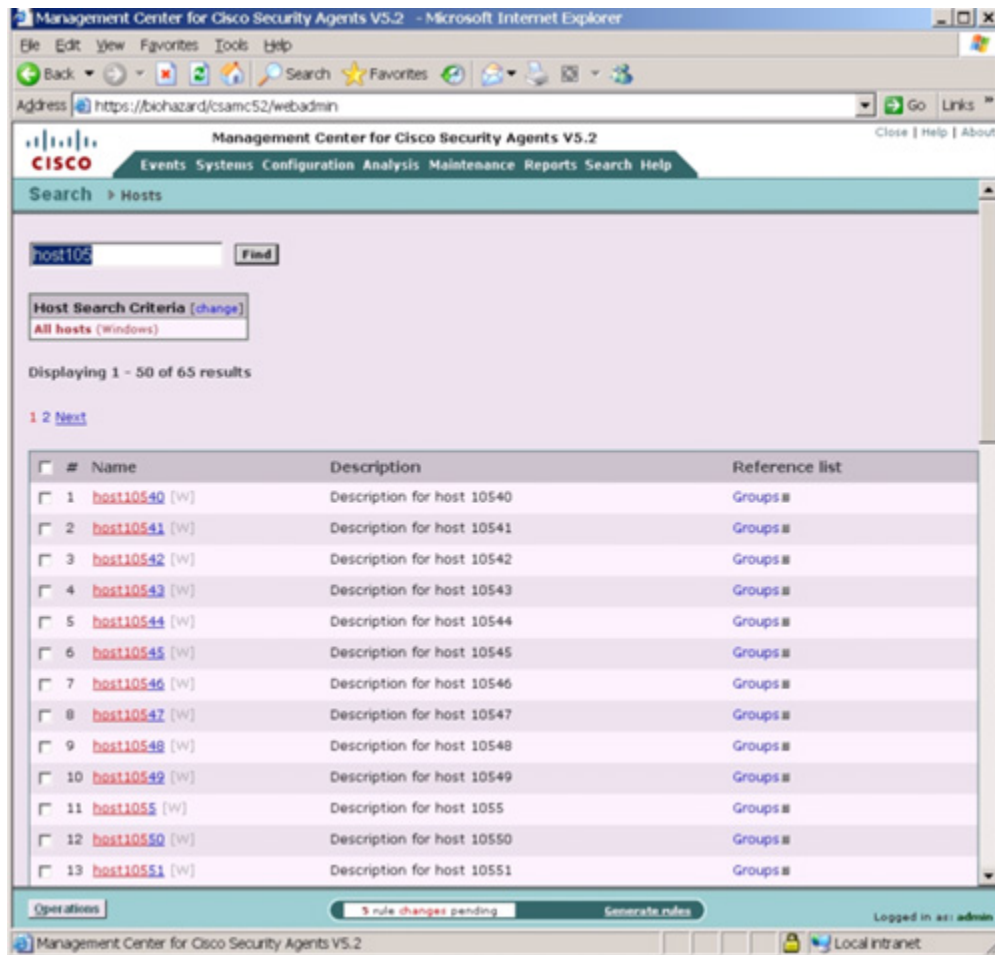 Management Center for Cisco Security Agents V5.2 - Microsoft Internet Explorer
File Edit View Favorites Tools Help
Back Search Favorites
Address https://biohazard/csamc52/webadmin Go Links »
Management Center for Cisco Security Agents V5.2 Close | Help | About
CISCO Events Systems Configuration Analysis Maintenance Reports Search Help
Search Hosts
host105 Find
Host Search Criteria [change]
All hosts (Windows)
Displaying 1 - 50 of 65 results
1 2 Next
# Name Description Reference list
1 host10540 [W] Description for host 10540 Groups
2 host10541 [W] Description for host 10541 Groups
3 host10542 [W] Description for host 10542 Groups
4 host10543 [W] Description for host 10543 Groups
5 host10544 [W] Description for host 10544 Groups
6 host10545 [W] Description for host 10545 Groups
7 host10546 [W] Description for host 10546 Groups
8 host10547 [W] Description for host 10547 Groups
9 host10548 [W] Description for host 10548 Groups
10 host10549 [W] Description for host 10549 Groups
11 host1055 [W] Description for host 1055 Groups
12 host10550 [W] Description for host 10550 Groups
13 host10551 [W] Description for host 10551 Groups
Operations 5 rule changes pending Generate rules Logged in as: admin
Management Center for Cisco Security Agents V5.2 Local intranet